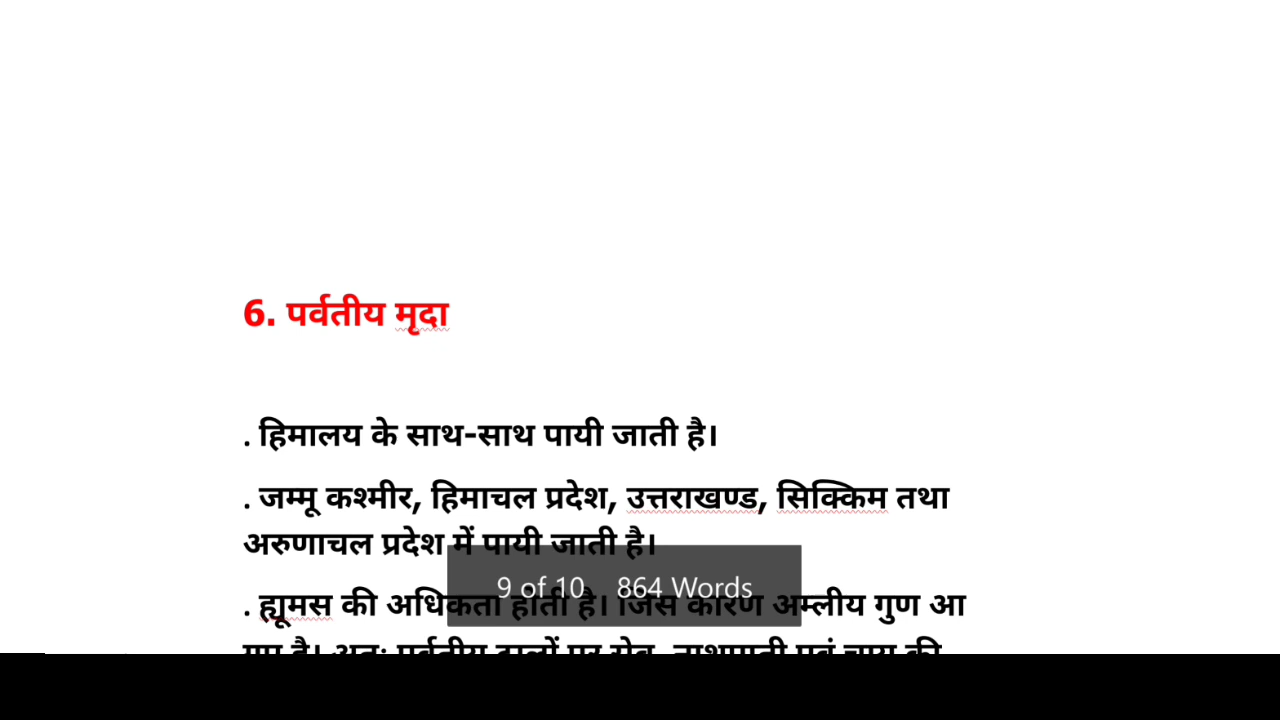 6. पर्वतीय मृदा
. हिमालय के साथ-साथ पायी जाती है।
. जम्मू कश्मीर, हिमाचल प्रदेश, उत्तराखण्ड, सिक्किम तथा
अरुणाचल प्रदेश में पायी जाती है।
9 of 10 864 Words
. ह्यूमस की अधिकता होती है। जिस कारण अम्लीय गुण आ